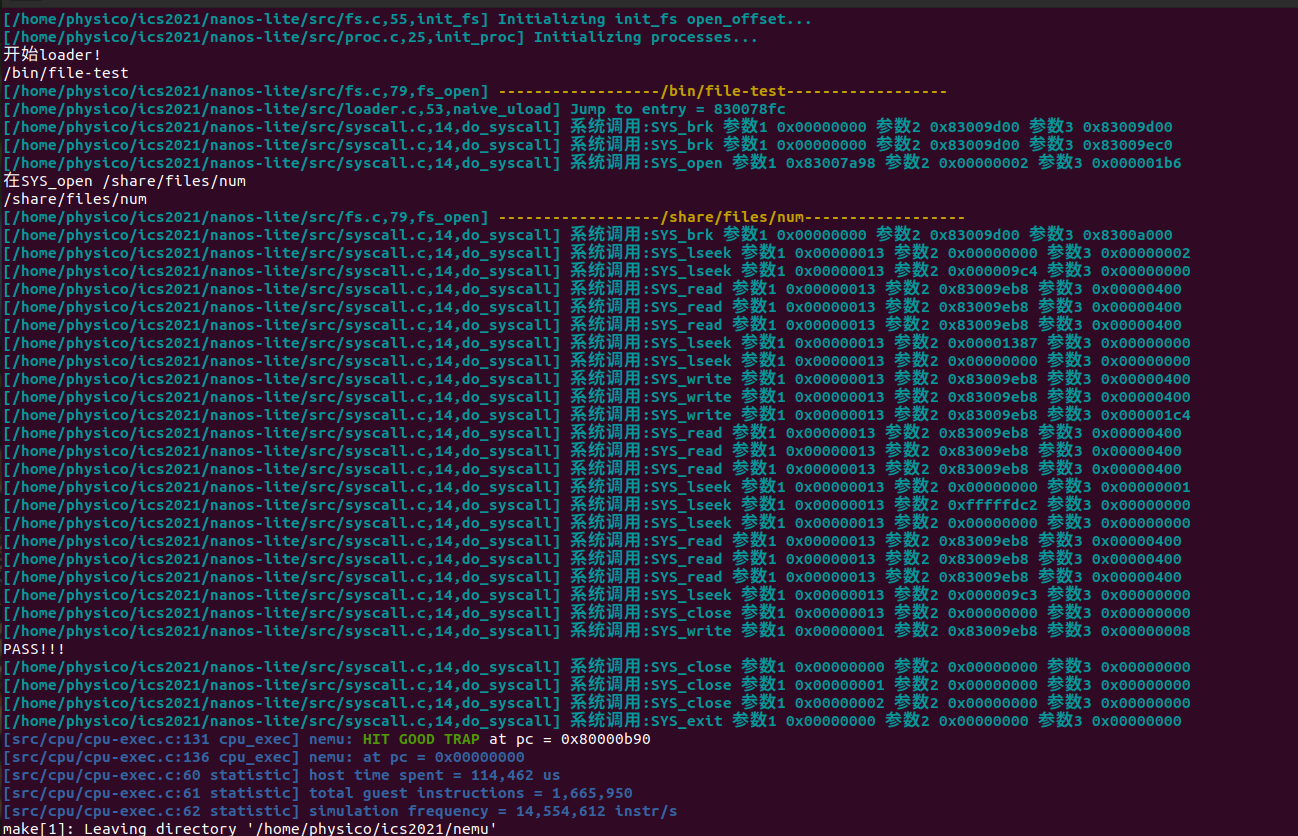 [/home/physico/ics2021/nanos-lite/src/fs.c,55,init_fs] Initializing init_fs open_offset...
[/home/physico/ics2021/nanos-lite/src/proc.c,25,init_proc] Initializing processes...
开始loader!
/bin/file-test
[/home/physico/ics2021/nanos-lite/src/fs.c,79,fs_open] ------------------/bin/file-test------------------
[/home/physico/ics2021/nanos-lite/src/loader.c,53,naive_uload] Jump to entry = 830078fc
[/home/physico/ics2021/nanos-lite/src/syscall.c,14,do_syscall] 系统调用:SYS_brk 参数1 0x00000000 参数2 0x83009d00 参数3 0x83009d00
[/home/physico/ics2021/nanos-lite/src/syscall.c,14,do_syscall] 系统调用:SYS_brk 参数1 0x00000000 参数2 0x83009d00 参数3 0x83009ec0
[/home/physico/ics2021/nanos-lite/src/syscall.c,14,do_syscall] 系统调用:SYS_open 参数1 0x83007a98 参数2 0x00000002 参数3 0x000001b6
在SYS_open /share/files/num
/share/files/num
[/home/physico/ics2021/nanos-lite/src/fs.c,79,fs_open] ------------------/share/files/num------------------
[/home/physico/ics2021/nanos-lite/src/syscall.c,14,do_syscall] 系统调用:SYS_brk 参数1 0x00000000 参数2 0x83009d00 参数3 0x8300a000
[/home/physico/ics2021/nanos-lite/src/syscall.c,14,do_syscall] 系统调用:SYS_lseek 参数1 0x00000013 参数2 0x00000000 参数3 0x00000002
[/home/physico/ics2021/nanos-lite/src/syscall.c,14,do_syscall] 系统调用:SYS_lseek 参数1 0x00000013 参数2 0x000009c4 参数3 0x00000000
[/home/physico/ics2021/nanos-lite/src/syscall.c,14,do_syscall] 系统调用:SYS_read 参数1 0x00000013 参数2 0x83009eb8 参数3 0x00000400
[/home/physico/ics2021/nanos-lite/src/syscall.c,14,do_syscall] 系统调用:SYS_read 参数1 0x00000013 参数2 0x83009eb8 参数3 0x00000400
[/home/physico/ics2021/nanos-lite/src/syscall.c,14,do_syscall] 系统调用:SYS_read 参数1 0x00000013 参数2 0x83009eb8 参数3 0x00000400
[/home/physico/ics2021/nanos-lite/src/syscall.c,14,do_syscall] 系统调用:SYS_lseek 参数1 0x00000013 参数2 0x00001387 参数3 0x00000000
[/home/physico/ics2021/nanos-lite/src/syscall.c,14,do_syscall] 系统调用:SYS_lseek 参数1 0x00000013 参数2 0x00000000 参数3 0x00000000
[/home/physico/ics2021/nanos-lite/src/syscall.c,14,do_syscall] 系统调用:SYS_write 参数1 0x00000013 参数2 0x83009eb8 参数3 0x00000400
[/home/physico/ics2021/nanos-lite/src/syscall.c,14,do_syscall] 系统调用:SYS_write 参数1 0x00000013 参数2 0x83009eb8 参数3 0x00000400
[/home/physico/ics2021/nanos-lite/src/syscall.c,14,do_syscall] 系统调用:SYS_write 参数1 0x00000013 参数2 0x83009eb8 参数3 0x000001c4
[/home/physico/ics2021/nanos-lite/src/syscall.c,14,do_syscall] 系统调用:SYS_read 参数1 0x00000013 参数2 0x83009eb8 参数3 0x00000400
[/home/physico/ics2021/nanos-lite/src/syscall.c,14,do_syscall] 系统调用:SYS_read 参数1 0x00000013 参数2 0x83009eb8 参数3 0x00000400
[/home/physico/ics2021/nanos-lite/src/syscall.c,14,do_syscall] 系统调用:SYS_read 参数1 0x00000013 参数2 0x83009eb8 参数3 0x00000400
[/home/physico/ics2021/nanos-lite/src/syscall.c,14,do_syscall] 系统调用:SYS_lseek 参数1 0x00000013 参数2 0x00000000 参数3 0x00000001
[/home/physico/ics2021/nanos-lite/src/syscall.c,14,do_syscall] 系统调用:SYS_lseek 参数1 0x00000013 参数2 0xfffffdc2 参数3 0x00000000
[/home/physico/ics2021/nanos-lite/src/syscall.c,14,do_syscall] 系统调用:SYS_lseek 参数1 0x00000013 参数2 0x00000000 参数3 0x00000000
[/home/physico/ics2021/nanos-lite/src/syscall.c,14,do_syscall] 系统调用:SYS_read 参数1 0x00000013 参数2 0x83009eb8 参数3 0x00000400
[/home/physico/ics2021/nanos-lite/src/syscall.c,14,do_syscall] 系统调用:SYS_read 参数1 0x00000013 参数2 0x83009eb8 参数3 0x00000400
[/home/physico/ics2021/nanos-lite/src/syscall.c,14,do_syscall] 系统调用:SYS_read 参数1 0x00000013 参数2 0x83009eb8 参数3 0x00000400
[/home/physico/ics2021/nanos-lite/src/syscall.c,14,do_syscall] 系统调用:SYS_lseek 参数1 0x00000013 参数2 0x000009c3 参数3 0x00000000
[/home/physico/ics2021/nanos-lite/src/syscall.c,14,do_syscall] 系统调用:SYS_close 参数1 0x00000013 参数2 0x00000000 参数3 0x00000000
[/home/physico/ics2021/nanos-lite/src/syscall.c,14,do_syscall] 系统调用:SYS_write 参数1 0x00000001 参数2 0x83009eb8 参数3 0x00000008
PASS!!!
[/home/physico/ics2021/nanos-lite/src/syscall.c,14,do_syscall] 系统调用:SYS_close 参数1 0x00000000 参数2 0x00000000 参数3 0x00000000
[/home/physico/ics2021/nanos-lite/src/syscall.c,14,do_syscall] 系统调用:SYS_close 参数1 0x00000001 参数2 0x00000000 参数3 0x00000000
[/home/physico/ics2021/nanos-lite/src/syscall.c,14,do_syscall] 系统调用:SYS_close 参数1 0x00000002 参数2 0x00000000 参数3 0x00000000
[/home/physico/ics2021/nanos-lite/src/syscall.c,14,do_syscall] 系统调用:SYS_exit 参数1 0x00000000 参数2 0x00000000 参数3 0x00000000
[src/cpu/cpu-exec.c:131 cpu_exec] nemu: HIT GOOD TRAP at pc = 0x80000b90
[src/cpu/cpu-exec.c:136 cpu_exec] nemu: at pc = 0x00000000
[src/cpu/cpu-exec.c:60 statistic] host time spent = 114,462 us
[src/cpu/cpu-exec.c:61 statistic] total guest instructions = 1,665,950
[src/cpu/cpu-exec.c:62 statistic] simulation frequency = 14,554,612 instr/s
make[1]: Leaving directory '/home/physico/ics2021/nemu'